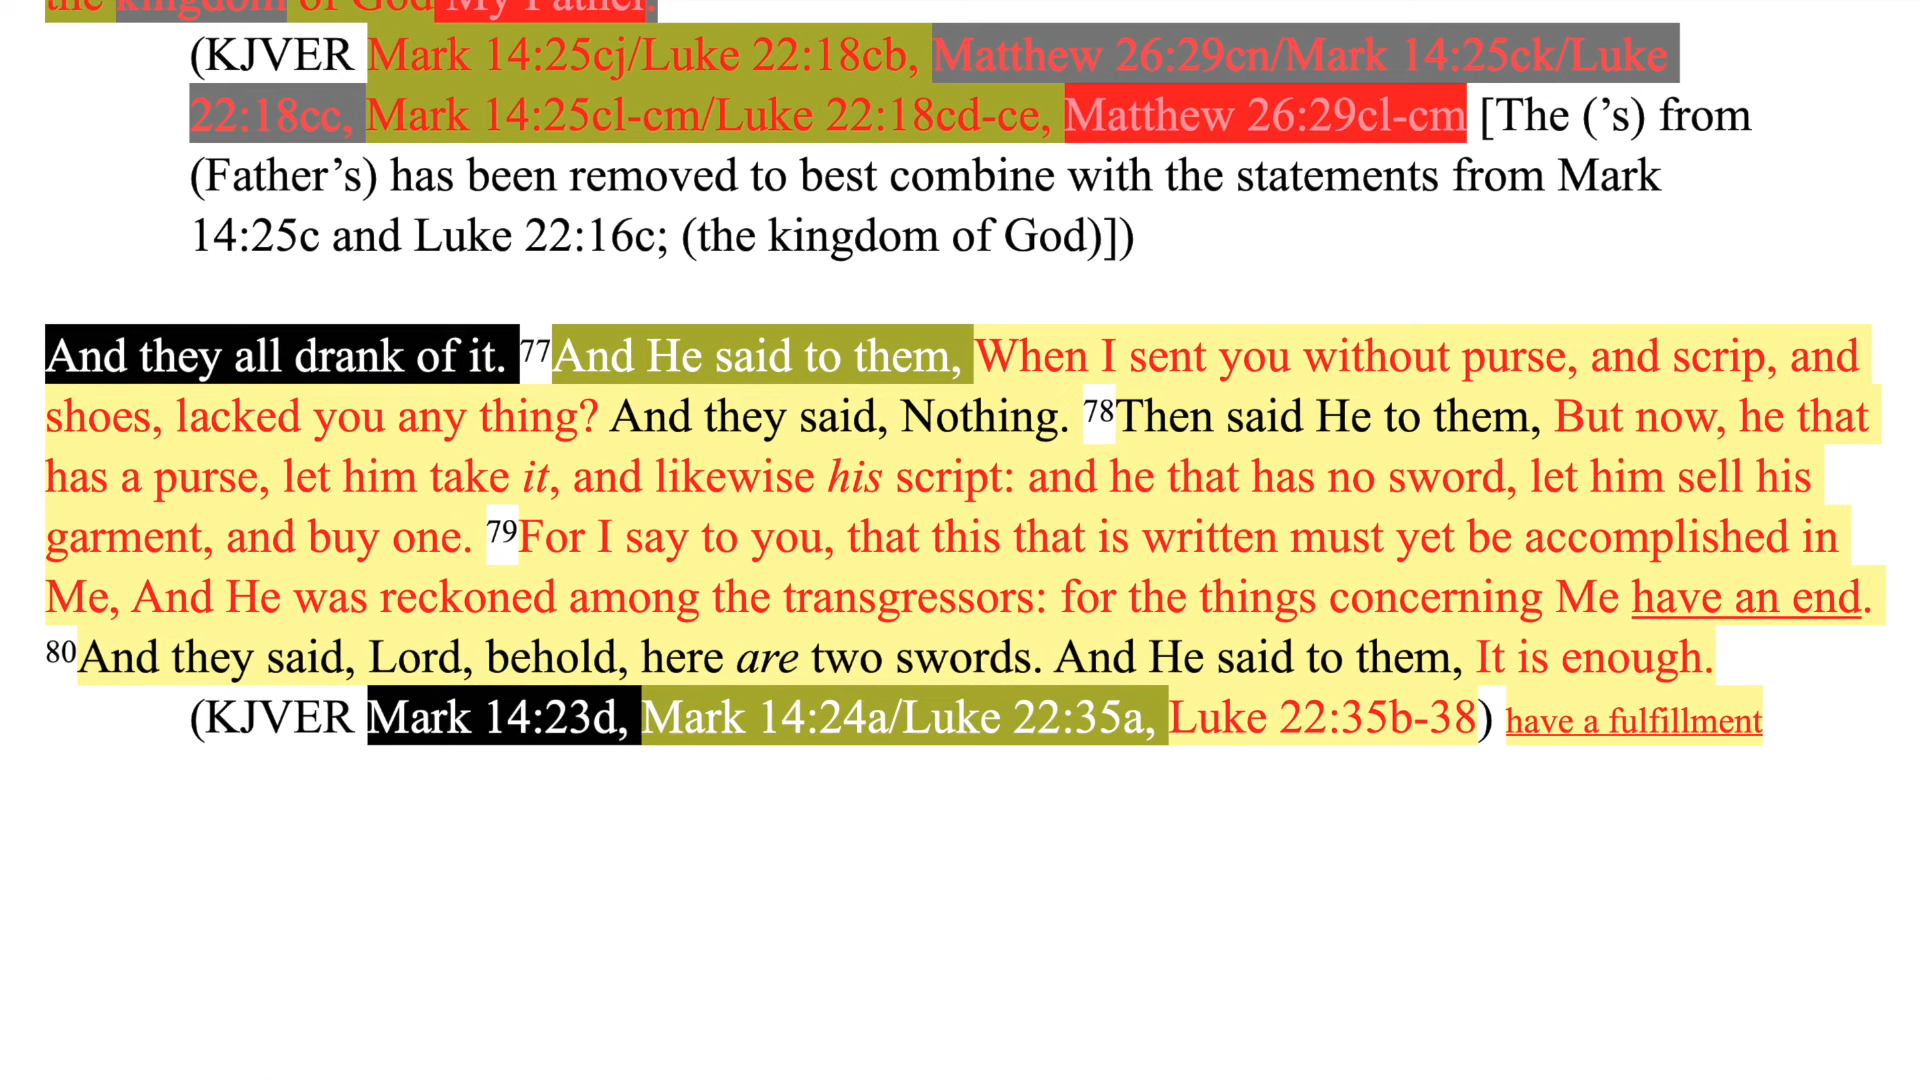 the kingdom of God My Father.
(KJVER Mark 14:25cj/Luke 22:18cb, Matthew 26:29cn/Mark 14:25ck/Luke
22:18cc, Mark 14:25cl-cm/Luke 22:18cd-ce, Matthew 26:29cl-cm [The (’s) from
(Father’s) has been removed to best combine with the statements from Mark
14:25c and Luke 22:16c; (the kingdom of God)])
And they all drank of it. 77And He said to them, When I sent you without purse, and scrip, and
shoes, lacked you any thing? And they said, Nothing. 78Then said He to them, But now, he that
has a purse, let him take it, and likewise his script: and he that has no sword, let him sell his
garment, and buy one. 79For I say to you, that this that is written must yet be accomplished in
Me, And He was reckoned among the transgressors: for the things concerning Me have an end.
80And they said, Lord, behold, here are two swords. And He said to them, It is enough.
(KJVER Mark 14:23d, Mark 14:24a/Luke 22:35a, Luke 22:35b-38) have a fulfillment